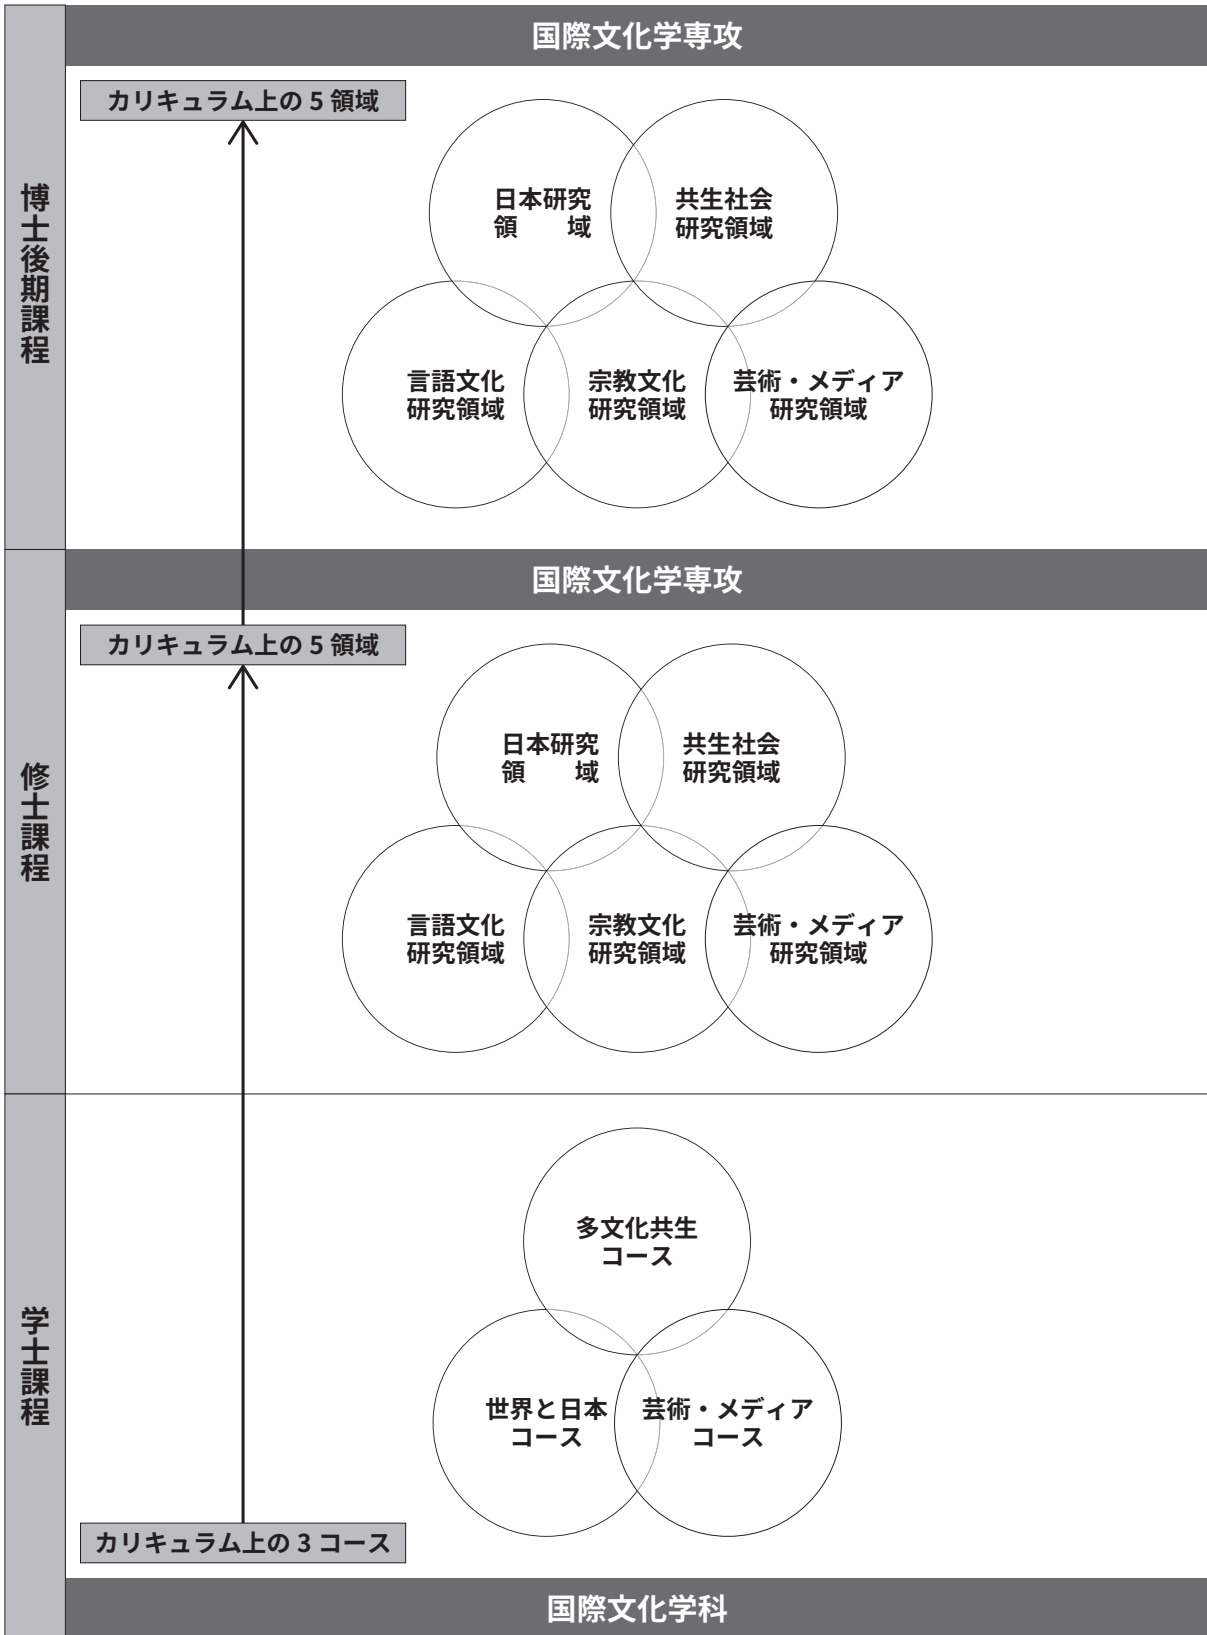 博士後期課程
国際文化学専攻
カリキュラム上の5領域
日本研究
領　　域
共生社会
研究領域
言語文化
研究領域
宗教文化
研究領域
芸術・メディア
研究領域
修士課程
国際文化学専攻
カリキュラム上の5領域
日本研究
領　　域
共生社会
研究領域
言語文化
研究領域
宗教文化
研究領域
芸術・メディア
研究領域
学士課程
多文化共生
コース
世界と日本
コース
芸術・メディア
コース
カリキュラム上の3コース
国際文化学科